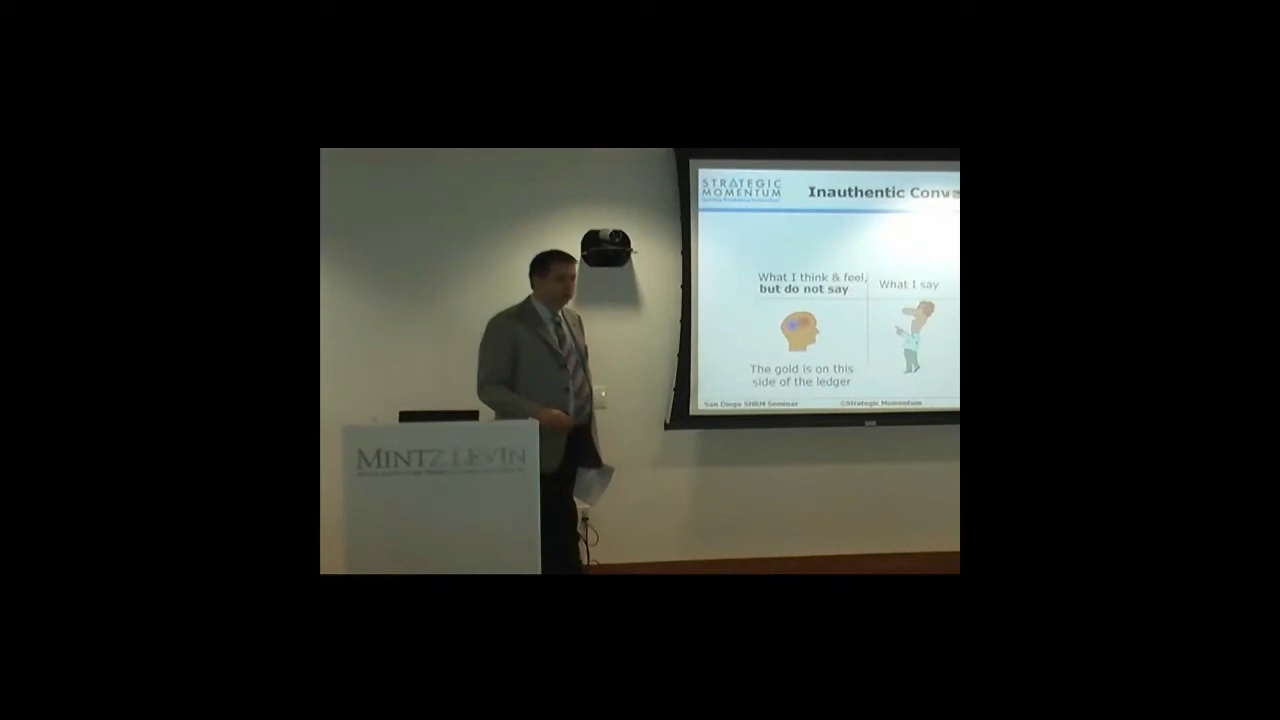 STRATEGIC
MOMENTUM
Inauthentic Conv
What I think & feel,
but do not say
What I say
The gold is on this
side of the ledger
San Diego SHRM Seminar
©Strategic Momentum
MINTZ LEVIN